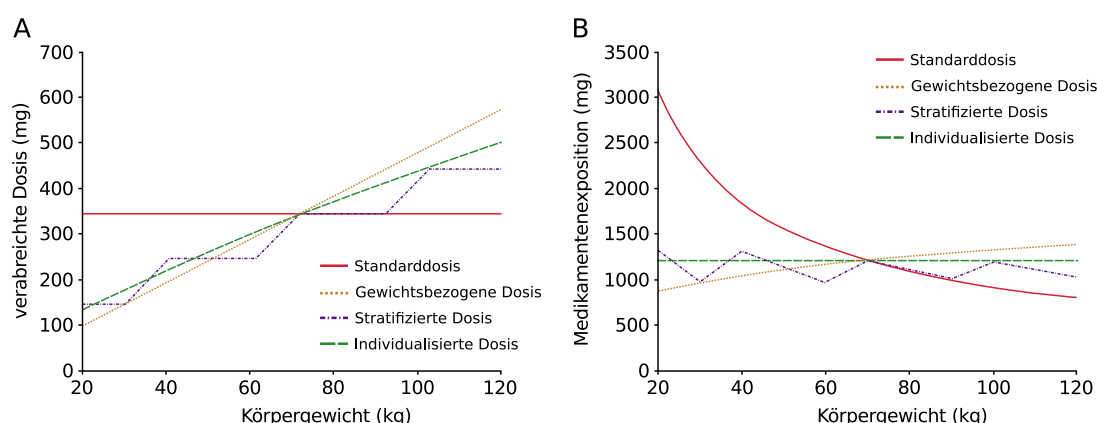 A
verabreichte Dosis (mg)
700
600
500
400
300
200
100
0
20
40
60
80
100
120
Körpergewicht (kg)
Standarddosis
Gewichtsbezogene Dosis
Stratifizierte Dosis
Individualisierte Dosis
B
Medikamentenexposition (mg)
3500
3000
2500
2000
1500
1000
500
0
20
40
60
80
100
120
Körpergewicht (kg)
Standarddosis
Gewichtsbezogene Dosis
Stratifizierte Dosis
Individualisierte Dosis